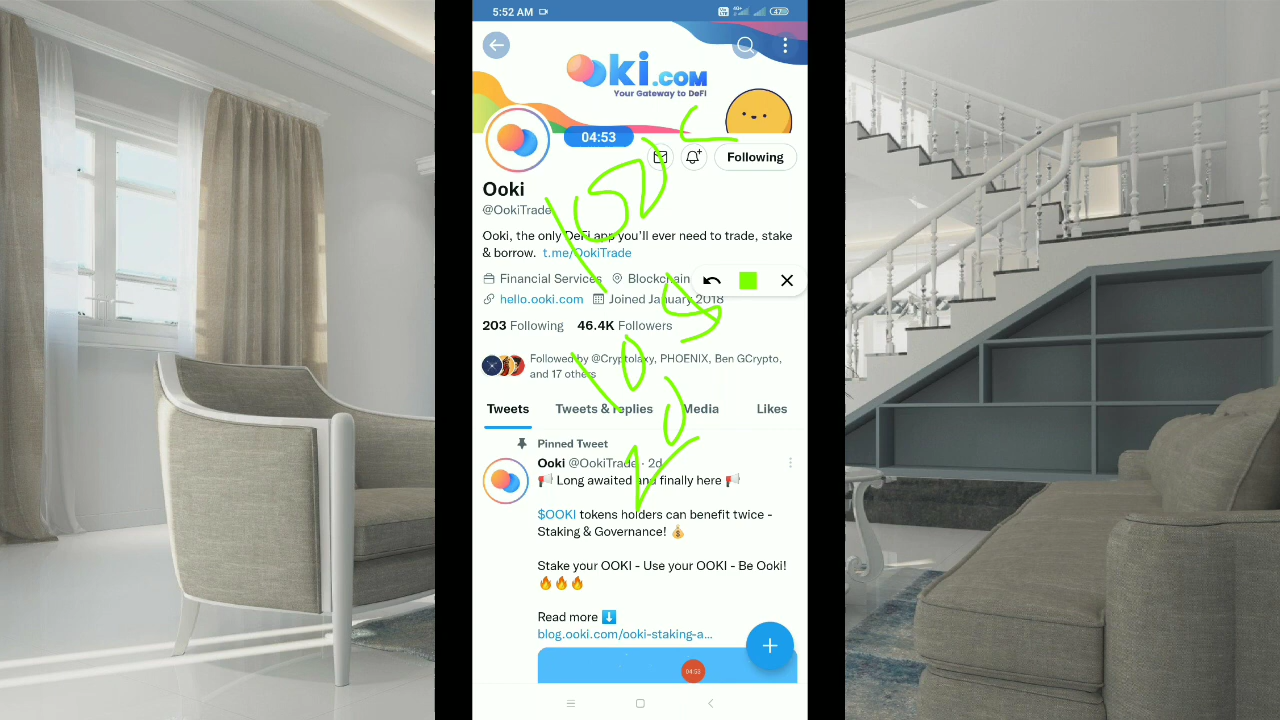 5:52 AM
47
ooki.com
Your Gateway to DeFi
04:53
Following
Ooki
@OokiTrade
Ooki, the only DeFi app you'll ever need to trade, stake
& borrow. t.me/OokiTrade
Financial Services Blockchain
hello.ooki.com Joined January 2018
203 Following 46.4K Followers
Followed by @Cryptolaxy, PHOENIX, Ben GCrypto,
and 17 others
Tweets Tweets & replies Media Likes
Pinned Tweet
Ooki @OokiTrade · 2d
📢 Long awaited and finally here 📢
$OOKI tokens holders can benefit twice -
Staking & Governance! 💰
Stake your OOKI - Use your OOKI - Be Ooki!
🔥🔥🔥
Read more ⬇️
blog.ooki.com/ooki-staking-a...
04:53